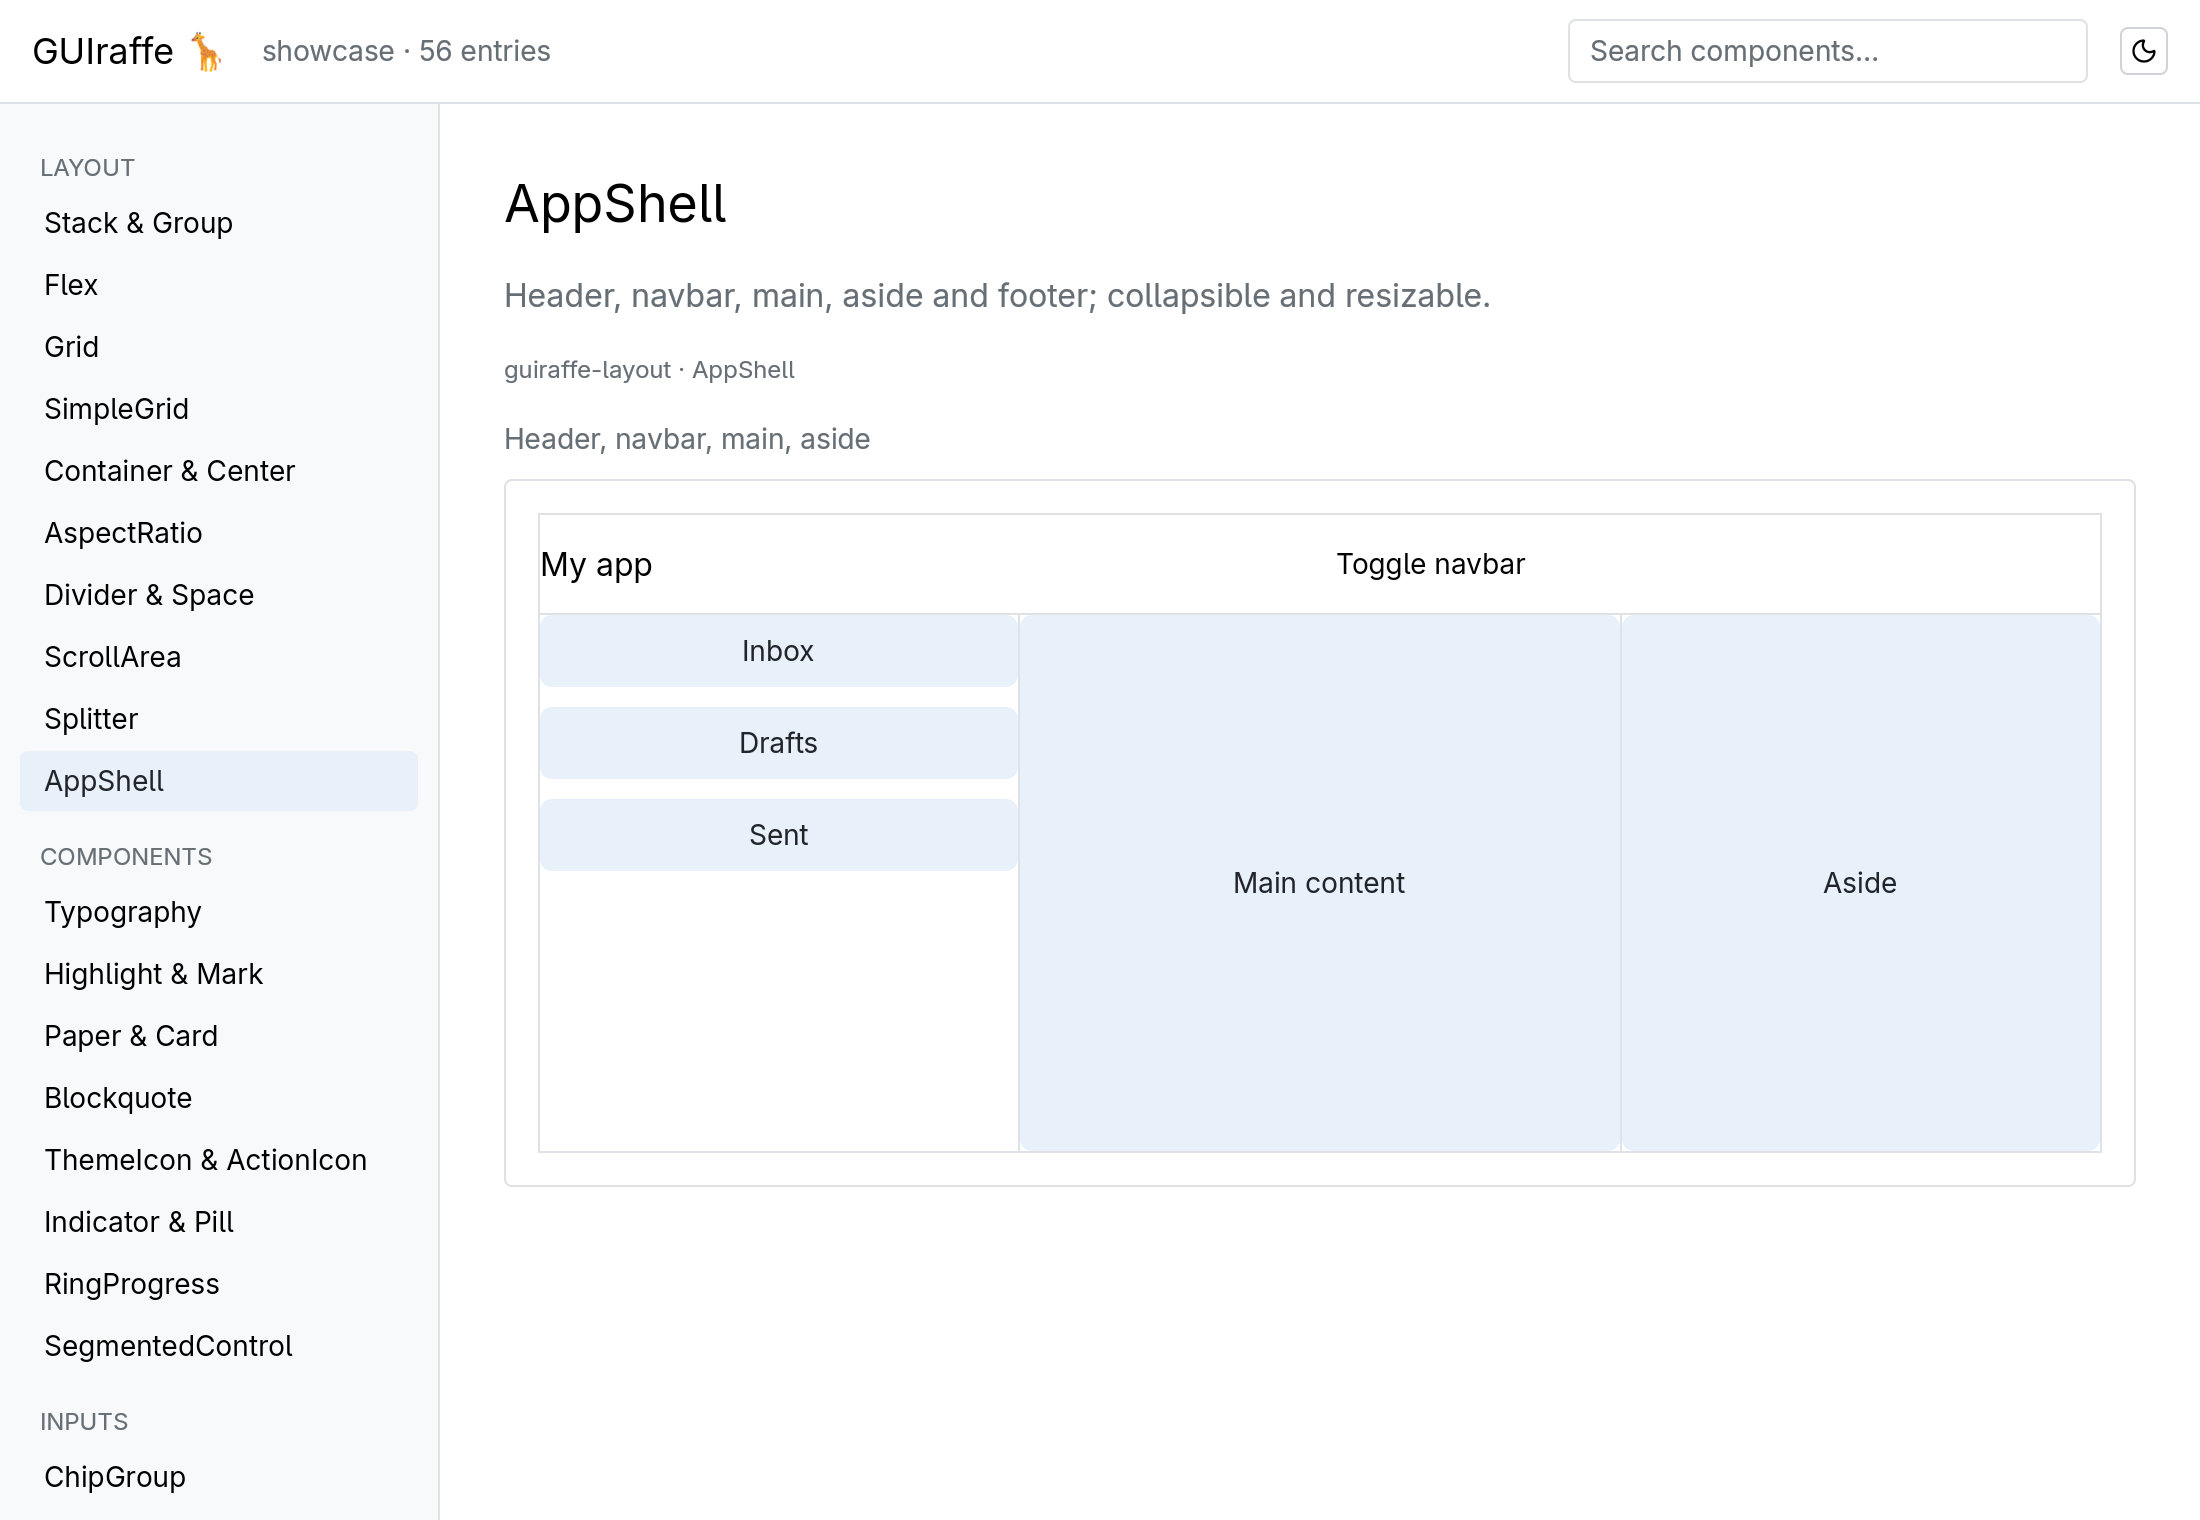 GUIraffe 🦒 showcase · 56 entries Search components...
LAYOUT
Stack & Group
Flex
Grid
SimpleGrid
Container & Center
AspectRatio
Divider & Space
ScrollArea
Splitter
AppShell
COMPONENTS
Typography
Highlight & Mark
Paper & Card
Blockquote
ThemeIcon & ActionIcon
Indicator & Pill
RingProgress
SegmentedControl
INPUTS
ChipGroup
AppShell
Header, navbar, main, aside and footer; collapsible and resizable.
guiraffe-layout · AppShell
Header, navbar, main, aside
My app Toggle navbar
Inbox
Drafts
Sent
Main content
Aside